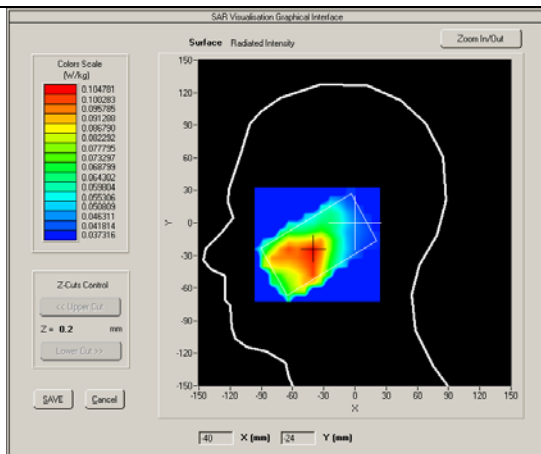 SAR Visualisation Graphical Interface
Surface Radiated Intensity
Zoom In/Out
Colors Scale
(W/kg)
0.104781
0.100283
0.095785
0.091288
0.086790
0.082292
0.077795
0.073297
0.068799
0.064302
0.059804
0.055306
0.050809
0.046311
0.041814
0.037316
Z-Cuts Control
<< Upper Cut
Z = 0.2 mm
Lower Cut >>
SAVE Cancel
150
120
90
60
30
0
-30
-60
-90
-120
-150
Y
-150 -120 -90 -60 -30 0 30 60 90 120 150
X
-40 X (mm) -24 Y (mm)